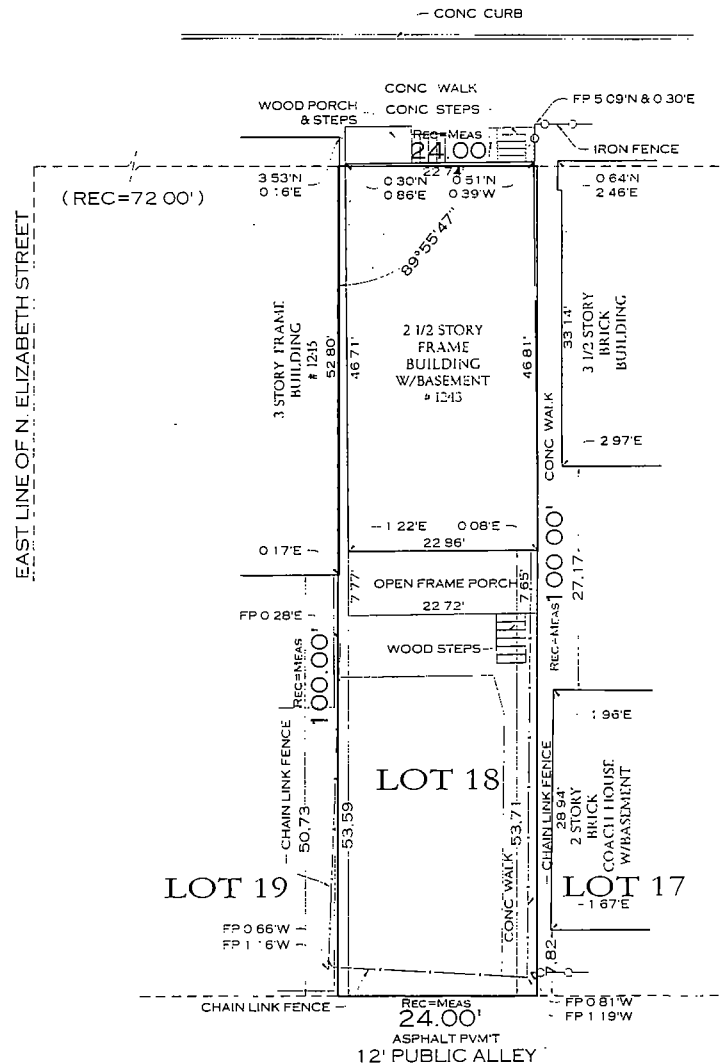 CONC CURB
CONC WALK
WOOD PORCH
& STEPS
CONC STEPS
FP 5 09'N & 0 30'E
REC=MEAS
24.00'
IRON FENCE
22.74'
(REC=72 00')
3 53'N
0 16'E
0 30'N
0 86'E
0 51'N
0 39'W
0 64'N
2 46'E
89°55'47"
EAST LINE OF N. ELIZABETH STREET
3 STORY FRAME
BUILDING
# 1245
52 80'
46 71'
2 1/2 STORY
FRAME
BUILDING
W/BASEMENT
# 1243
46 81'
33 14'
3 1/2 STORY
BRICK
BUILDING
CONC WALK
2 97'E
1 22'E
0 08'E
22 96'
0 17'E
7 77'
OPEN FRAME PORCH
7 65'
REC=MEAS
100 00'
27.17
FP 0 28'E
22 72'
WOOD STEPS
REC=MEAS
100.00'
1 96'E
CHAIN LINK FENCE
50.73
53.59
LOT 18
53.71
CONC WALK
CHAIN LINK FENCE
28 94'
2 STORY
BRICK
COACH HOUSE
W/BASEMENT
LOT 19
LOT 17
1 67'E
FP 0 66'W
FP 1 16'W
7.82
CHAIN LINK FENCE
REC=MEAS
24.00'
FP 0 81'W
FP 1 19'W
ASPHALT PVM'T
12' PUBLIC ALLEY